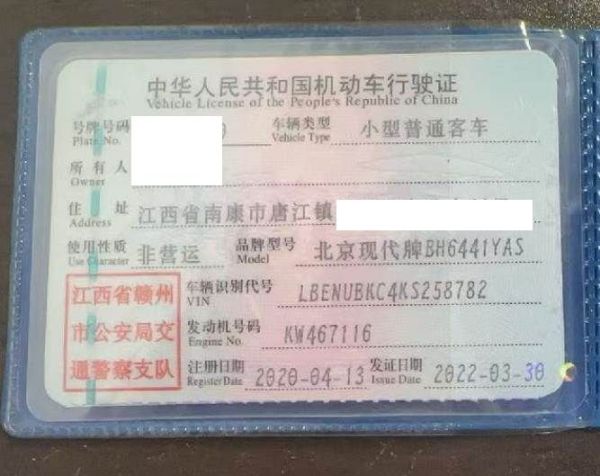 中华人民共和国机动车行驶证
Vehicle License of the People's Republic of China
号牌号码 车辆类型 小型普通客车
Plate No. Vehicle Type
所有人
Owner
住址 江西省南康市唐江镇
Address
使用性质 非营运 品牌型号 北京现代牌BH6441YAS
Use Character Model
江西省赣州 车辆识别代号 LBENUBKC4KS258782
VIN
市公安局交 发动机号码 KW467116
Engine No.
通警察支队 注册日期 2020-04-13 发证日期 2022-03-30
Register Date Issue Date